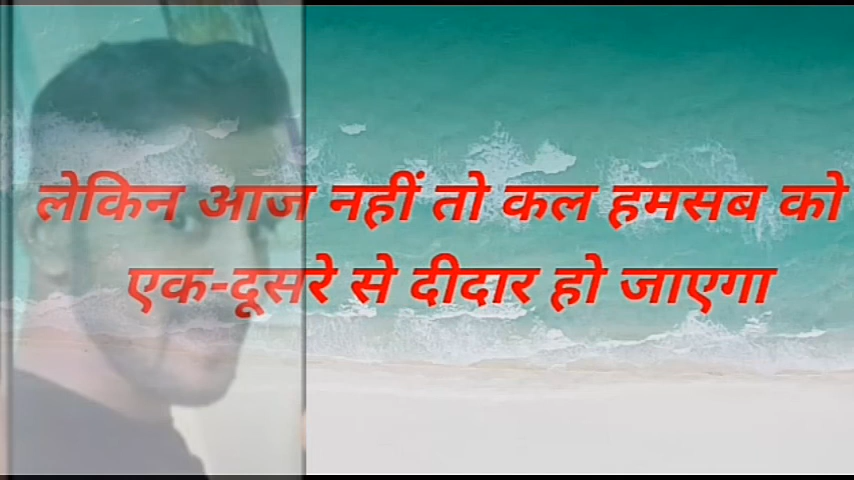 लेकिन आज नहीं तो कल हमसब को
एक-दूसरे से दीदार हो जाएगा